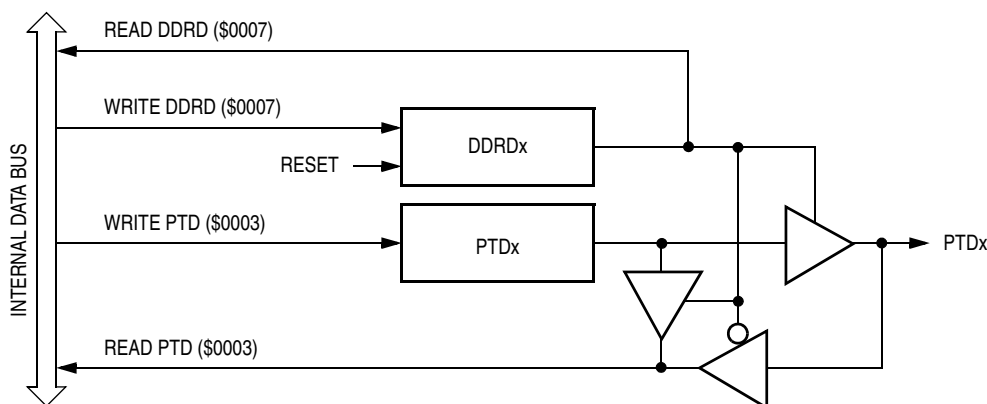 READ DDRD ($0007)
WRITE DDRD ($0007)
DDRDx
RESET
INTERNAL DATA BUS
WRITE PTD ($0003)
PTDx
PTDx
READ PTD ($0003)